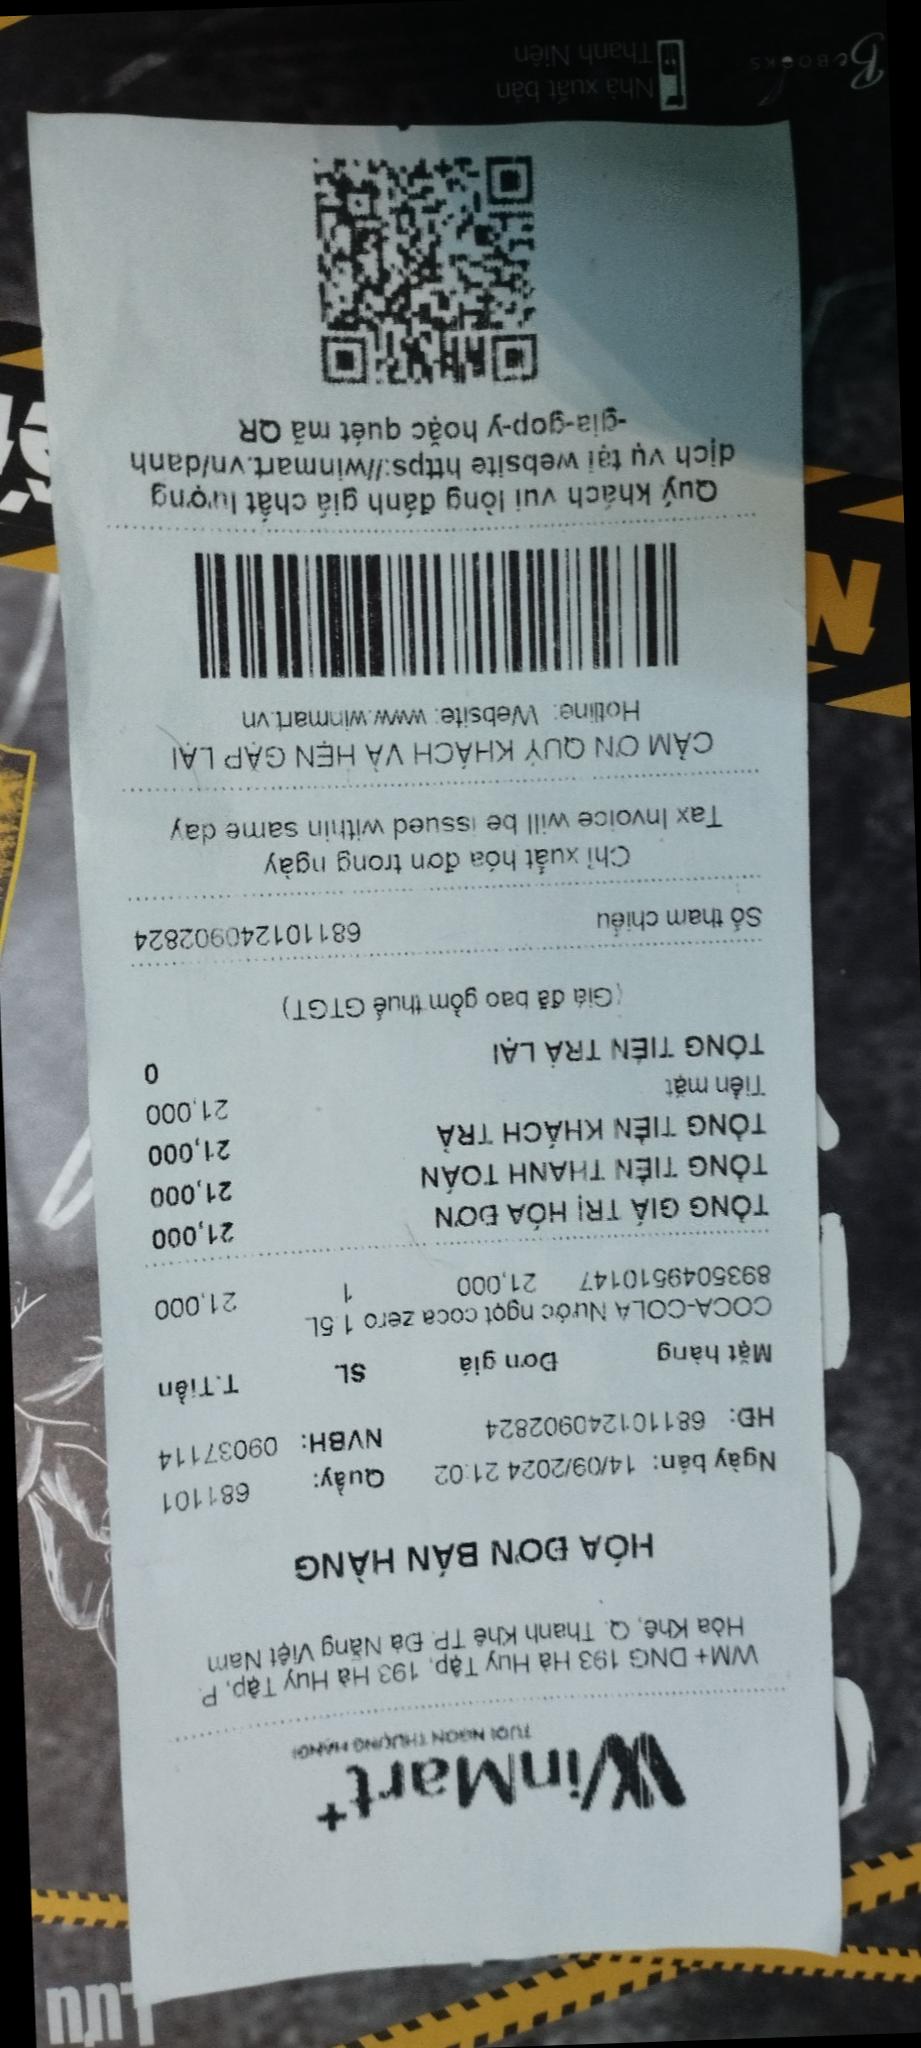 WinMart+
TƯƠI NGON THƯỢNG HẠNG
WM+ DNG 193 Hà Huy Tập, 193 Hà Huy Tập, P.
Hòa Khê, Q. Thanh Khê TP. Đà Nẵng Việt Nam
HÓA ĐƠN BÁN HÀNG
Ngày bán: 14/09/2024 21:02 Quầy: 681101
HĐ: 681101240902824 NVBH: 09037114
Mặt hàng Đơn giá SL T.Tiền
COCA-COLA Nước ngọt coca zero 1.5L
8935049510147 21,000 1 21,000
TỔNG GIÁ TRỊ HÓA ĐƠN 21,000
TỔNG TIỀN THANH TOÁN 21,000
TỔNG TIỀN KHÁCH TRẢ 21,000
Tiền mặt 21,000
TỔNG TIỀN TRẢ LẠI 0
(Giá đã bao gồm thuế GTGT)
Số tham chiếu 681101240902824
Chỉ xuất hóa đơn trong ngày
Tax Invoice will be issued within same day
CẢM ƠN QUÝ KHÁCH VÀ HẸN GẶP LẠI
Hotline: Website: www.winmart.vn
Quý khách vui lòng đánh giá chất lượng
dịch vụ tại website https://winmart.vn/danh
-gia-gop-y hoặc quét mã QR
Nhà xuất bản
Thanh Niên